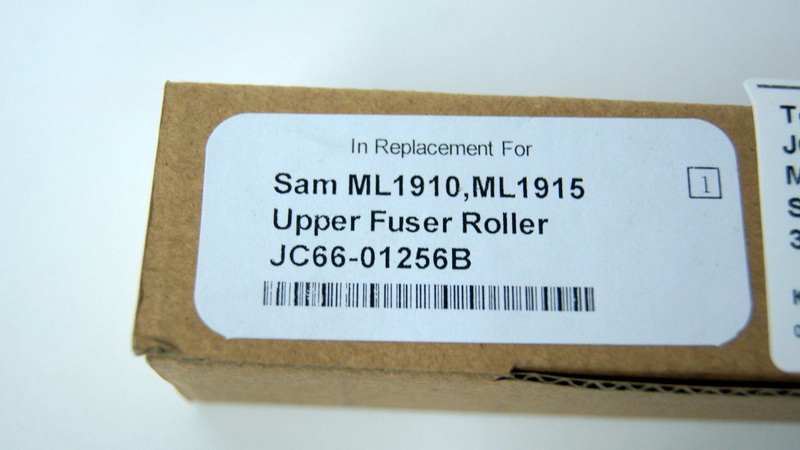 In Replacement For
Sam ML1910,ML1915
1
Upper Fuser Roller
JC66-01256B